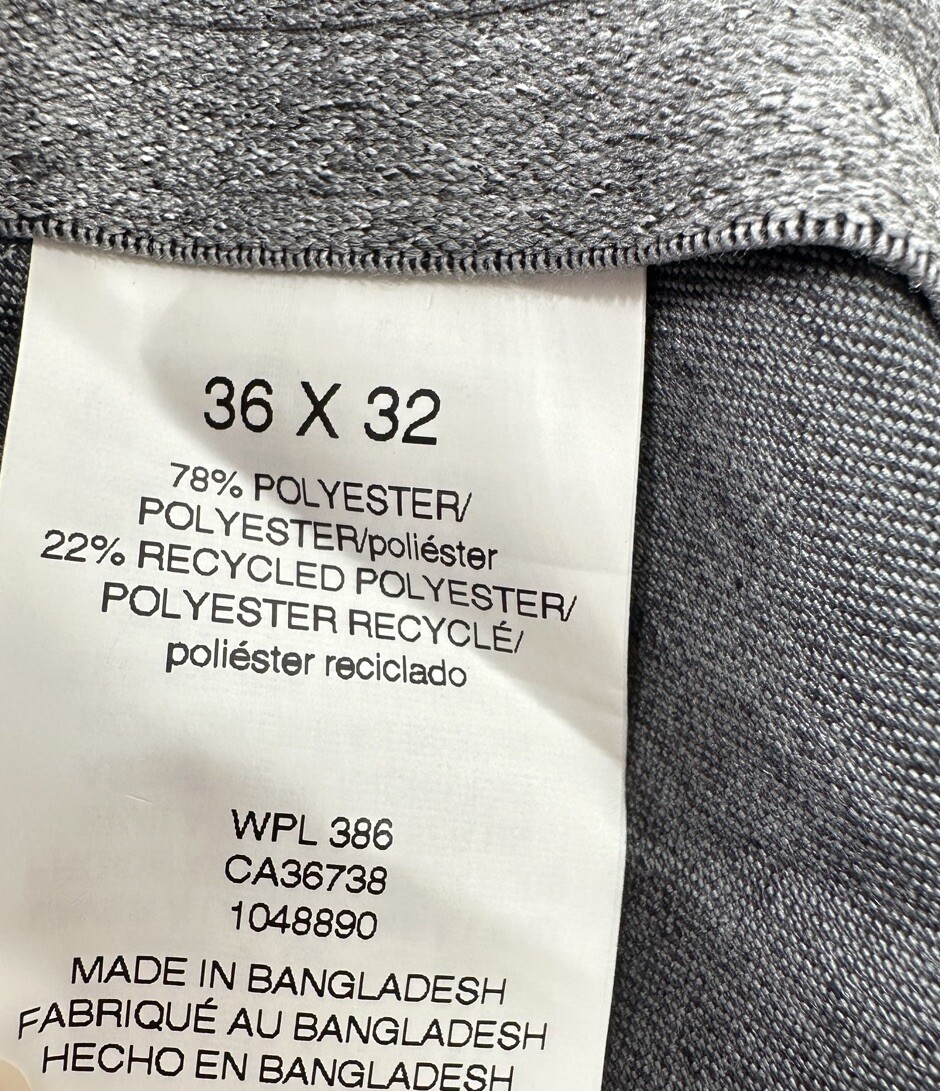 36 X 32
78% POLYESTER/
POLYESTER/poliéster
22% RECYCLED POLYESTER/
POLYESTER RECYCLÉ/
poliéster reciclado
WPL 386
CA36738
1048890
MADE IN BANGLADESH
FABRIQUÉ AU BANGLADESH
HECHO EN BANGLADESH